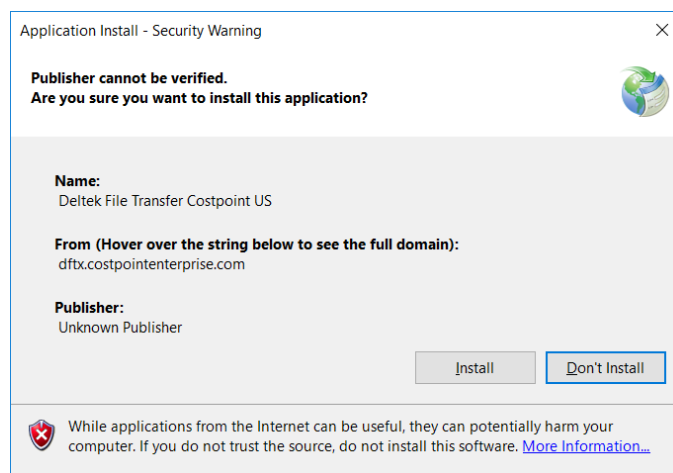 Application Install - Security Warning
Publisher cannot be verified.
Are you sure you want to install this application?
Name:
Deltek File Transfer Costpoint US
From (Hover over the string below to see the full domain):
dftx.costpointenterprise.com
Publisher:
Unknown Publisher
Install
Don't Install
While applications from the Internet can be useful, they can potentially harm your
computer. If you do not trust the source, do not install this software. More Information...